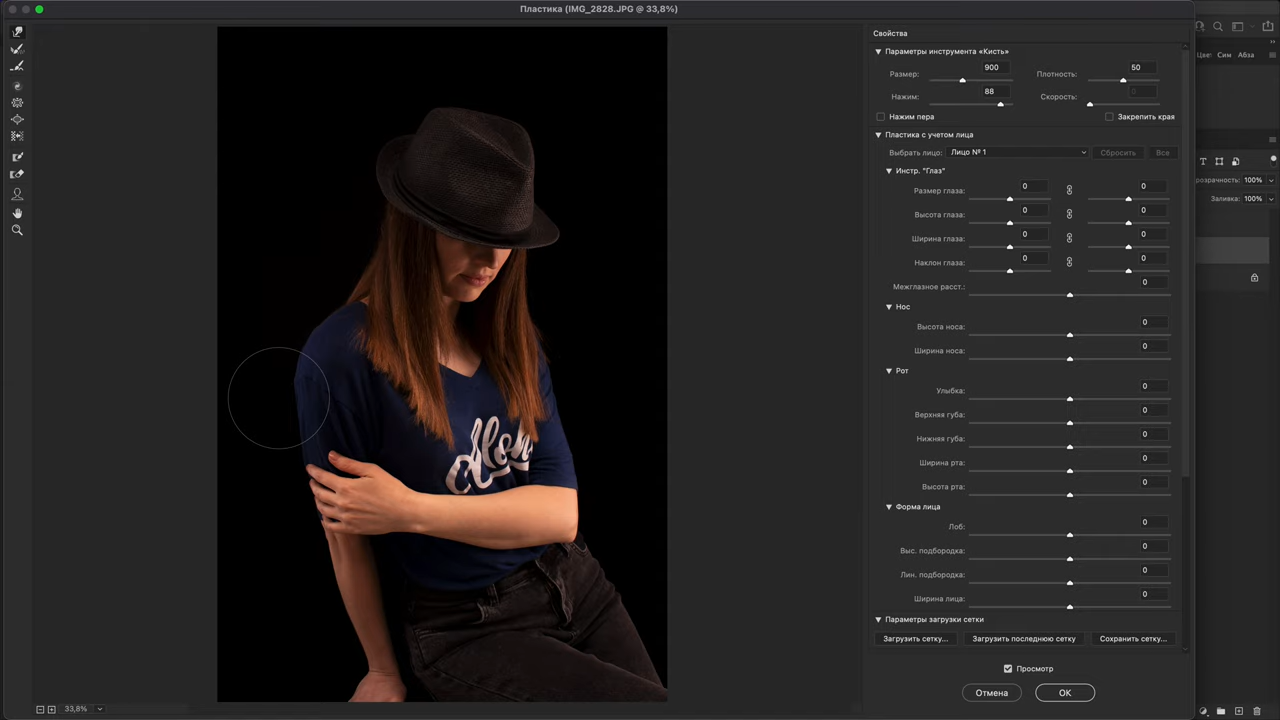 Пластика (IMG_2828.JPG @ 33,8%)
Свойства
Параметры инструмента «Кисть»
Размер: 900 Плотность: 50
Нажим: 88 Скорость: 0
Нажим пера Закрепить края
Пластика с учетом лица
Выбрать лицо: Лицо № 1 Сбросить Все
Инстр. "Глаз"
Размер глаза: 0 0
Высота глаза: 0 0
Ширина глаза: 0 0
Наклон глаза: 0 0
Межглазное расст.: 0
Нос
Высота носа: 0
Ширина носа: 0
Рот
Улыбка: 0
Верхняя губа: 0
Нижняя губа: 0
Ширина рта: 0
Высота рта: 0
Форма лица
Лоб: 0
Выс. подбородка: 0
Лин. подбородка: 0
Ширина лица: 0
Параметры загрузки сетки
Загрузить сетку... Загрузить последнюю сетку Сохранить сетку...
Просмотр
Отмена OK
33,8%
Цве: Сим Абза
розрачность: 100%
Заливка: 100%